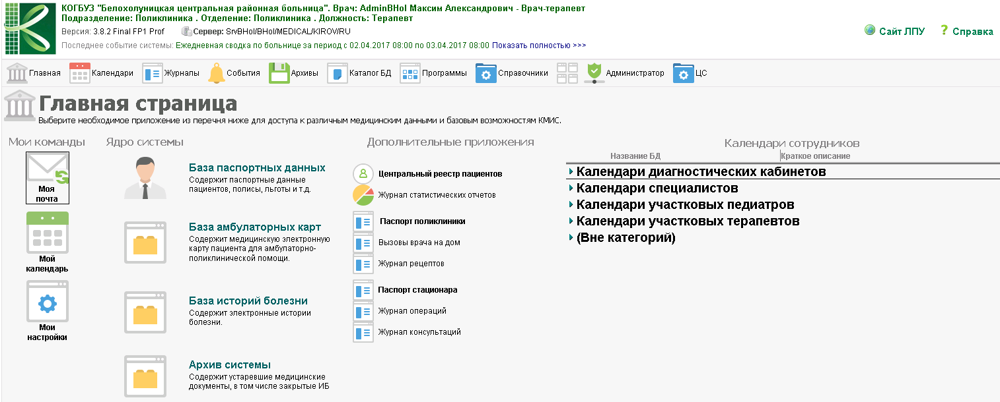 КОГБУЗ "Белохолуницкая центральная районная больница". Врач: AdminBHol Максим Александрович - Врач-терапевт
Подразделение: Поликлиника . Отделение: Поликлиника . Должность: Терапевт
Версия: 3.8.2 Final FP1 Prof Сервер: SrvBHol/BHol/MEDICAL/KIROV/RU
Последнее событие системы: Ежедневная сводка по больнице за период с 02.04.2017 08:00 по 03.04.2017 08:00 Показать полностью >>>
Сайт ЛПУ ? Справка
Главная Календари Журналы События Архивы Каталог БД Программы Справочники Администратор ЦС
Главная страница
Выберите необходимое приложение из перечня ниже для доступа к различным медицинским данными и базовым возможностям КМИС.
Мои команды
Моя
почта
Мой
календарь
Мои
настройки
Ядро системы
База паспортных данных
Содержит паспортные данные
пациентов, полисы, льготы и т.д.
База амбулаторных карт
Содержит медицинскую электронную
карту пациента для амбулаторно-
поликлинической помощи.
База историй болезни
Содержит электронные истории
болезни.
Архив системы
Содержит устаревшие медицинские
документы, в том числе закрытые ИБ
Дополнительные приложения
Центральный реестр пациентов
Журнал статистических отчетов
Паспорт поликлиники
Вызовы врача на дом
Журнал рецептов
Паспорт стационара
Журнал операций
Журнал консультаций
Календари сотрудников
Название БД Краткое описание
Календари диагностических кабинетов
Календари специалистов
Календари участковых педиатров
Календари участковых терапевтов
(Вне категорий)